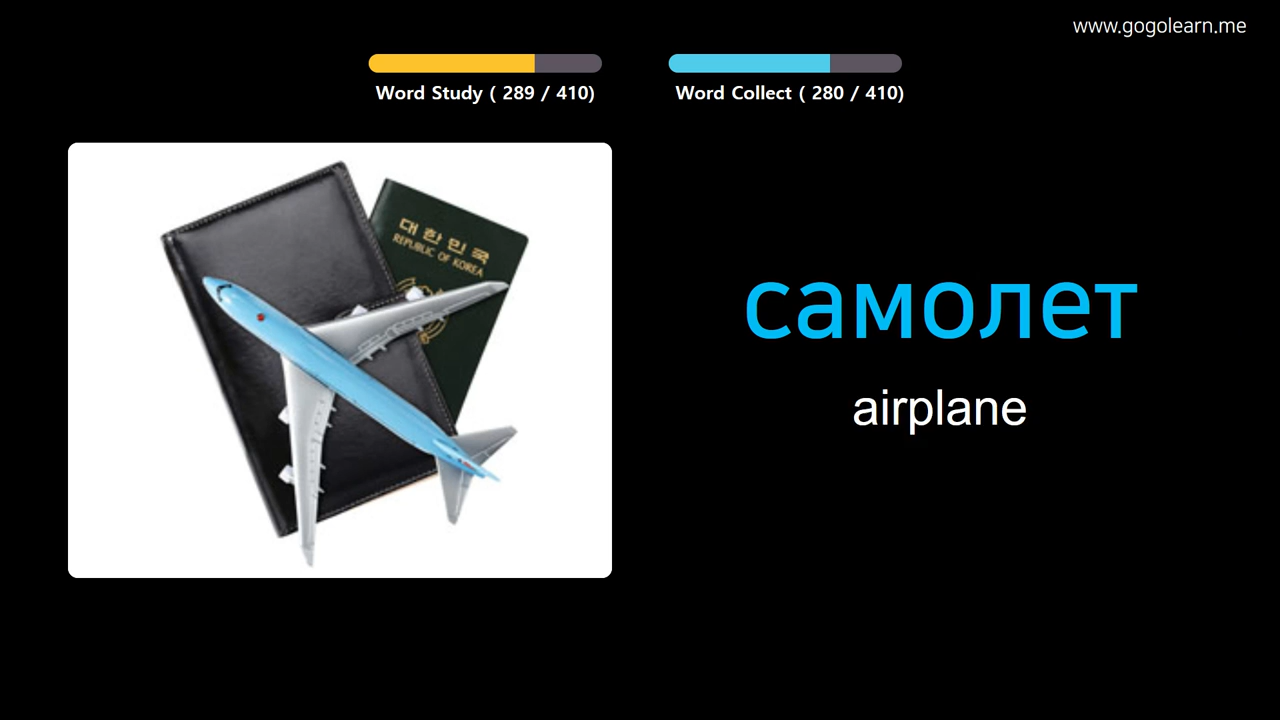 www.gogolearn.me
Word Study ( 289 / 410)
Word Collect ( 280 / 410)
대한민국
REPUBLIC OF KOREA
самолет
airplane